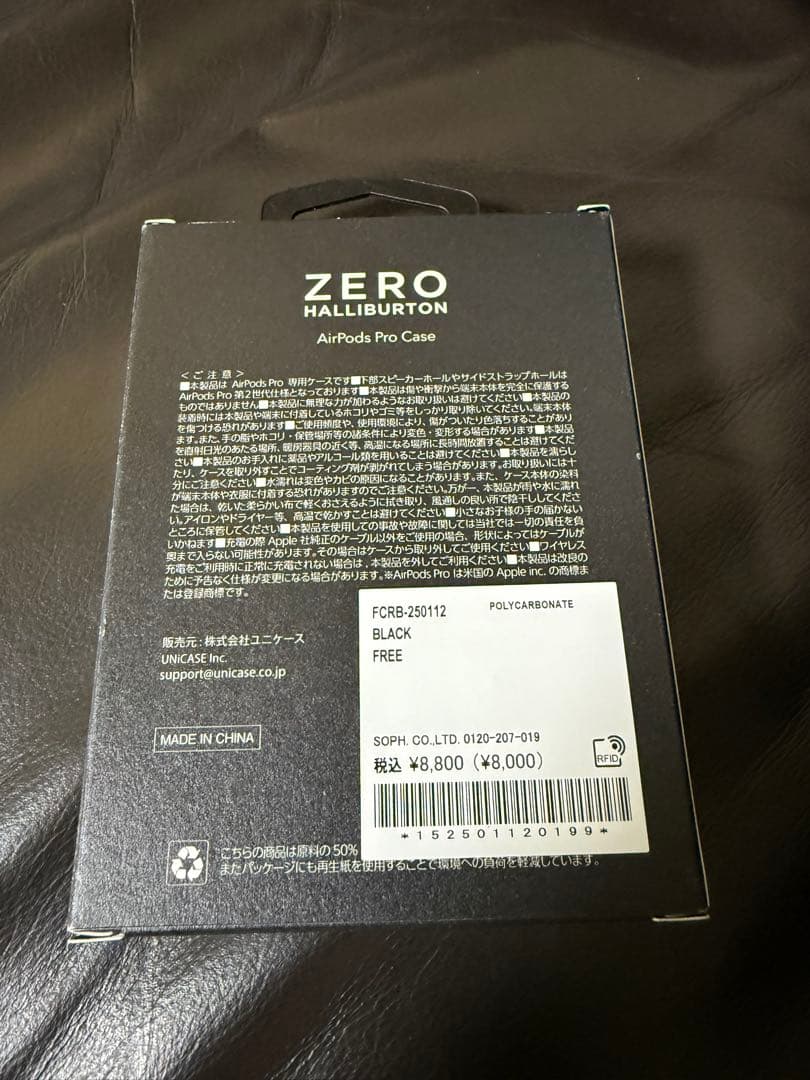 ZERO
HALLIBURTON
AirPods Pro Case
＜ご注意＞
■本製品は AirPods Pro 専用ケースです■下部スピーカーホールやサイドストラップホールは
AirPods Pro 第2世代仕様となっております■本製品は傷や衝撃から端末本体を完全に保護する
ものではありません■本製品に無理な力が加わるようなお取り扱いは避けてください■本製品の
装着時には本製品や端末に付着しているホコリやゴミ等をしっかり取り除いてください。端末本体
を傷つける恐れがあります■ご使用頻度や、使用環境により、傷がついたり色落ちすることがあり
ます。また、手の脂やホコリ・保管場所等の諸条件により変色・変形する場合があります■本製品
を直射日光のあたる場所、暖房器具の近く等、高温になる場所に長時間放置することは避けてくだ
さい■本製品のお手入れに薬品やアルコール類を用いることは避けてください■本製品を濡らし
たり、ケースを取り外すことでコーティング剤が剥がれてしまう場合があります。お取り扱いには十
分にご注意ください■水濡れは変色やカビの原因になることがあります。また、ケース本体の染料
が端末本体や衣服に付着する恐れがありますのでご注意ください。万が一、本製品が雨や水に濡れ
た場合は、乾いた柔らかい布で軽くおさえるように拭き取り、風通しの良い所で陰干ししてくださ
い。アイロンやドライヤー等、高温で乾かすことは避けてください■小さなお子様の手の届かない
ところに保管してください■本製品を使用しての事故や故障に関しては当社では一切の責任を負
いかねます■充電の際 Apple 社純正のケーブル以外をご使用の場合、形状によってはケーブルが
奥まで入らない可能性があります。その場合はケースから取り外してご使用ください■ワイヤレス
充電をご利用時に正常に充電されない場合は、本製品を外してご利用ください■本製品は改良の
ために予告なく仕様が変更になる場合があります。※AirPods Pro は米国の Apple inc. の商標ま
たは登録商標です。
販売元：株式会社ユニケース
UNiCASE Inc.
support@unicase.co.jp
MADE IN CHINA
FCRB-250112 POLYCARBONATE
BLACK
FREE
SOPH. CO.,LTD. 0120-207-019
税込 ¥8,800 (¥8,000)
RFID
*152501120199*
こちらの商品は原料の50%
またパッケージにも再生紙を使用することで環境への負荷を軽減しています。